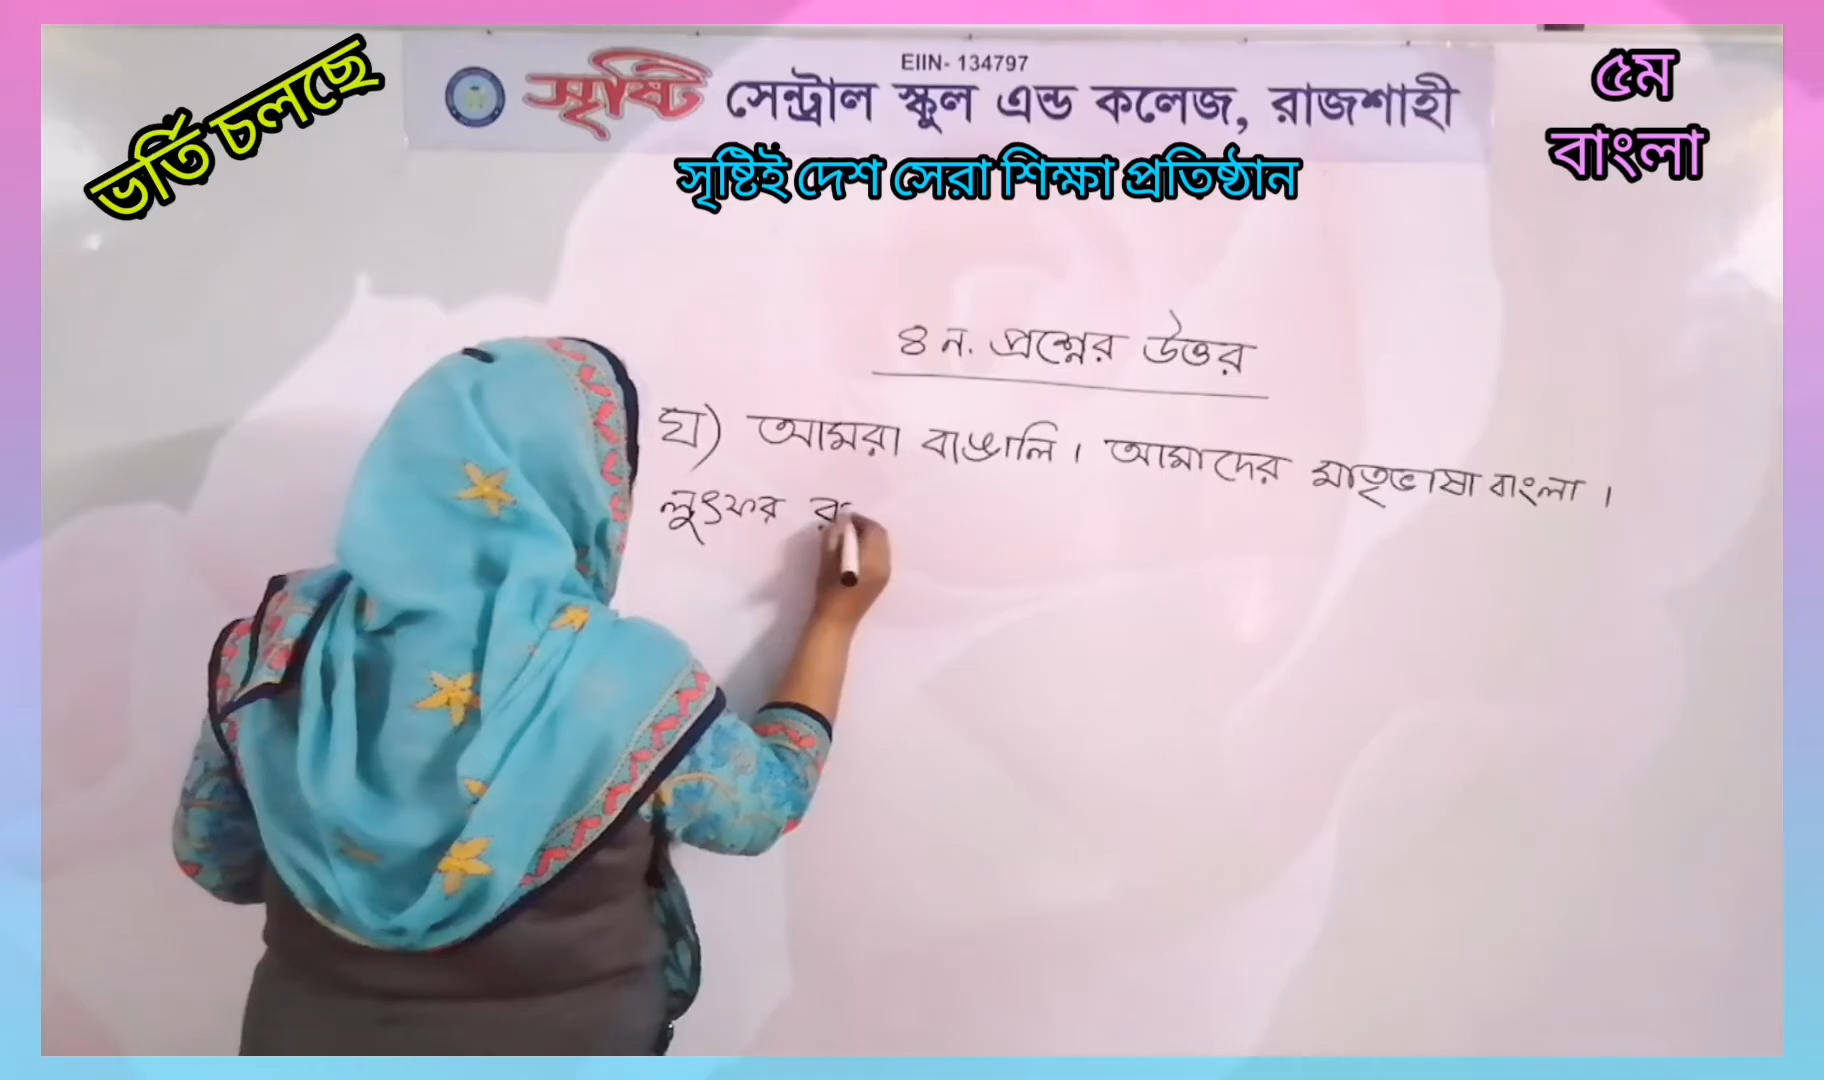 ভর্তি চলছে
EIIN- 134797
সৃষ্টি সেন্ট্রাল স্কুল এন্ড কলেজ, রাজশাহী
সৃষ্টিই দেশ সেরা শিক্ষা প্রতিষ্ঠান
৫ম
বাংলা
৪ ন. প্রশ্নের উত্তর
ঘ) আমরা বাঙালি। আমাদের মাতৃভাষা বাংলা।
লুৎফর